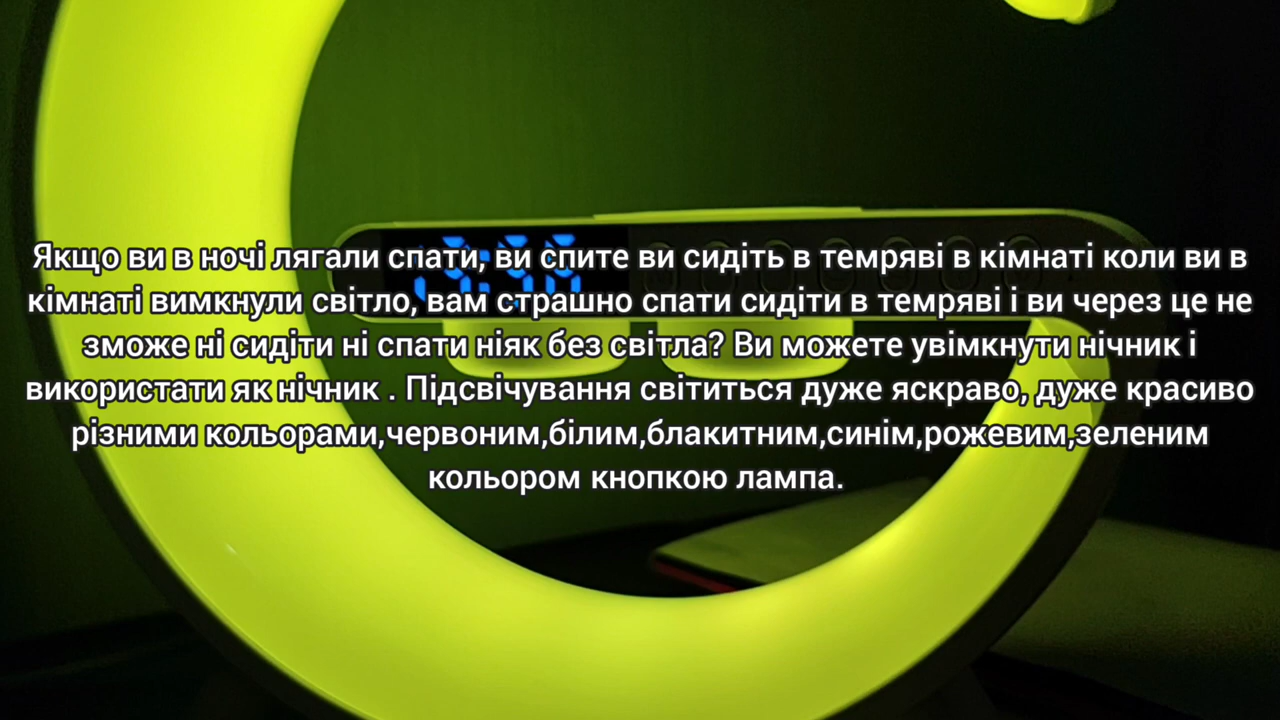 Якщо ви в ночі лягали спати, ви спите ви сидіть в темряві в кімнаті коли ви в
кімнаті вимкнули світло, вам страшно спати сидіти в темряві і ви через це не
зможе ні сидіти ні спати ніяк без світла? Ви можете увімкнути нічник і
використати як нічник . Підсвічування світиться дуже яскраво, дуже красиво
різними кольорами,червоним,білим,блакитним,синім,рожевим,зеленим
кольором кнопкою лампа.